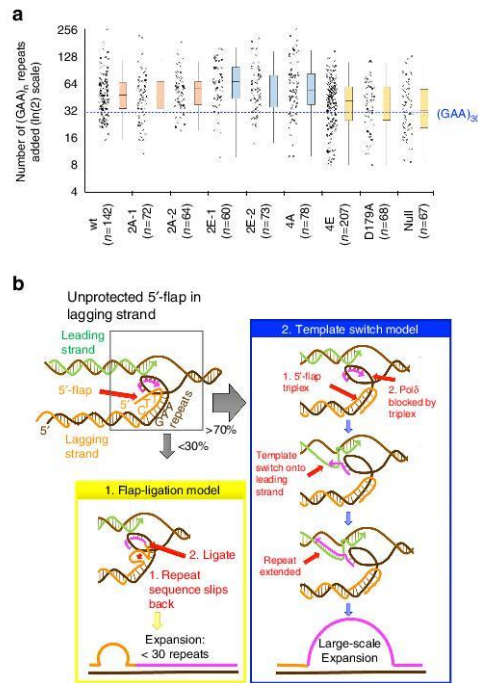 a
Number of (GAA)n repeats
added (ln(2) scale)
256
128
64
32
16
8
4
(GAA)30
wt
(n=142)
2A-1
(n=72)
2A-2
(n=64)
2E-1
(n=60)
2E-2
(n=73)
4A
(n=78)
4E
(n=207)
D179A
(n=68)
Null
(n=67)
b
Unprotected 5′-flap in
lagging strand
Leading
strand
5′-flap
5′
CTT
GAA
repeats
5′
Lagging
strand
>70%
<30%
1. Flap-ligation model
2. Ligate
1. Repeat
sequence slips
back
Expansion:
< 30 repeats
2. Template switch model
1. 5′-flap
triplex
2. Polδ
blocked by
triplex
Template
switch onto
leading
strand
Repeat
extended
Large-scale
Expansion